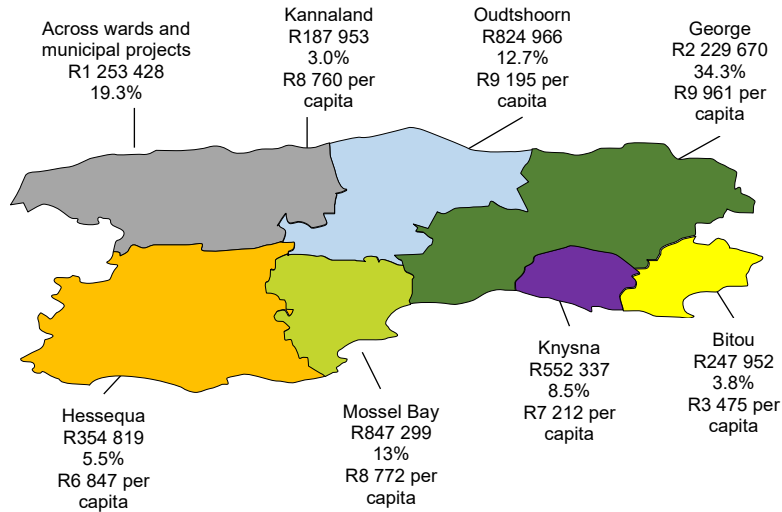 Across wards and
municipal projects
R1 253 428
19.3%
Kannaland
R187 953
3.0%
R8 760 per
capita
Oudtshoorn
R824 966
12.7%
R9 195 per
capita
George
R2 229 670
34.3%
R9 961 per
capita
Hessequa
R354 819
5.5%
R6 847 per
capita
Mossel Bay
R847 299
13%
R8 772 per
capita
Knysna
R552 337
8.5%
R7 212 per
capita
Bitou
R247 952
3.8%
R3 475 per
capita